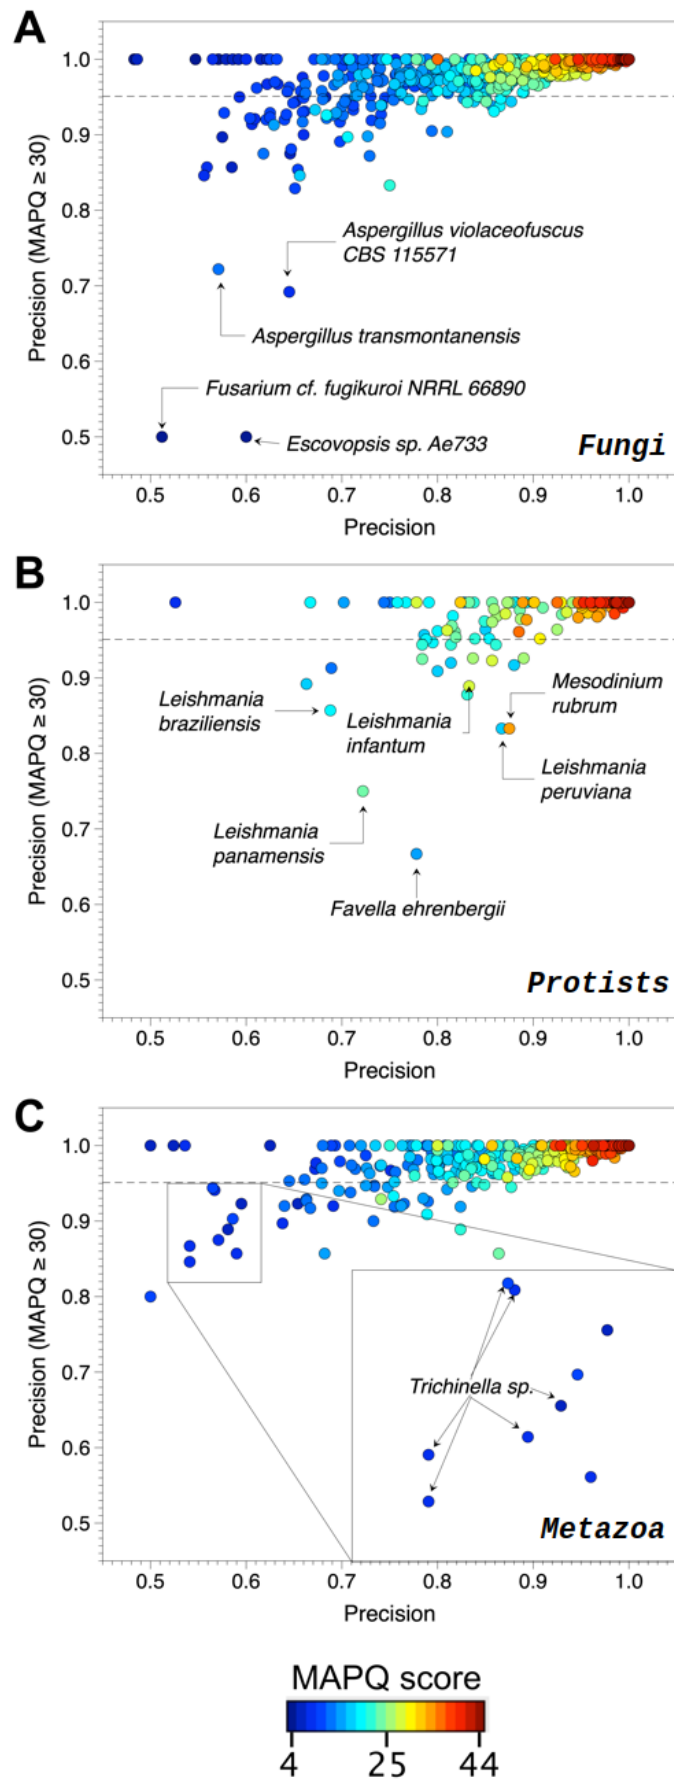 A
Precision (MAPQ ≥ 30)
1.0
0.9
0.8
0.7
0.6
0.5
Aspergillus violaceofuscus
CBS 115571
Aspergillus transmontanensis
Fusarium cf. fugikuroi NRRL 66890
Escovopsis sp. Ae733
Fungi
0.5 0.6 0.7 0.8 0.9 1.0
Precision
B
Precision (MAPQ ≥ 30)
1.0
0.9
0.8
0.7
0.6
0.5
Leishmania
braziliensis
Leishmania
infantum
Mesodinium
rubrum
Leishmania
peruviana
Leishmania
panamensis
Favella ehrenbergii
Protists
0.5 0.6 0.7 0.8 0.9 1.0
Precision
C
Precision (MAPQ ≥ 30)
1.0
0.9
0.8
0.7
0.6
0.5
Trichinella sp.
Metazoa
0.5 0.6 0.7 0.8 0.9 1.0
Precision
MAPQ score
4 25 44